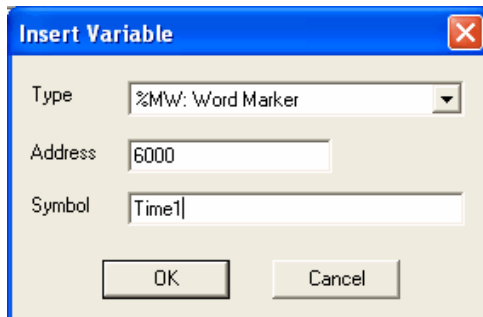 Insert Variable
Type %MW: Word Marker
Address 6000
Symbol Time1
OK Cancel